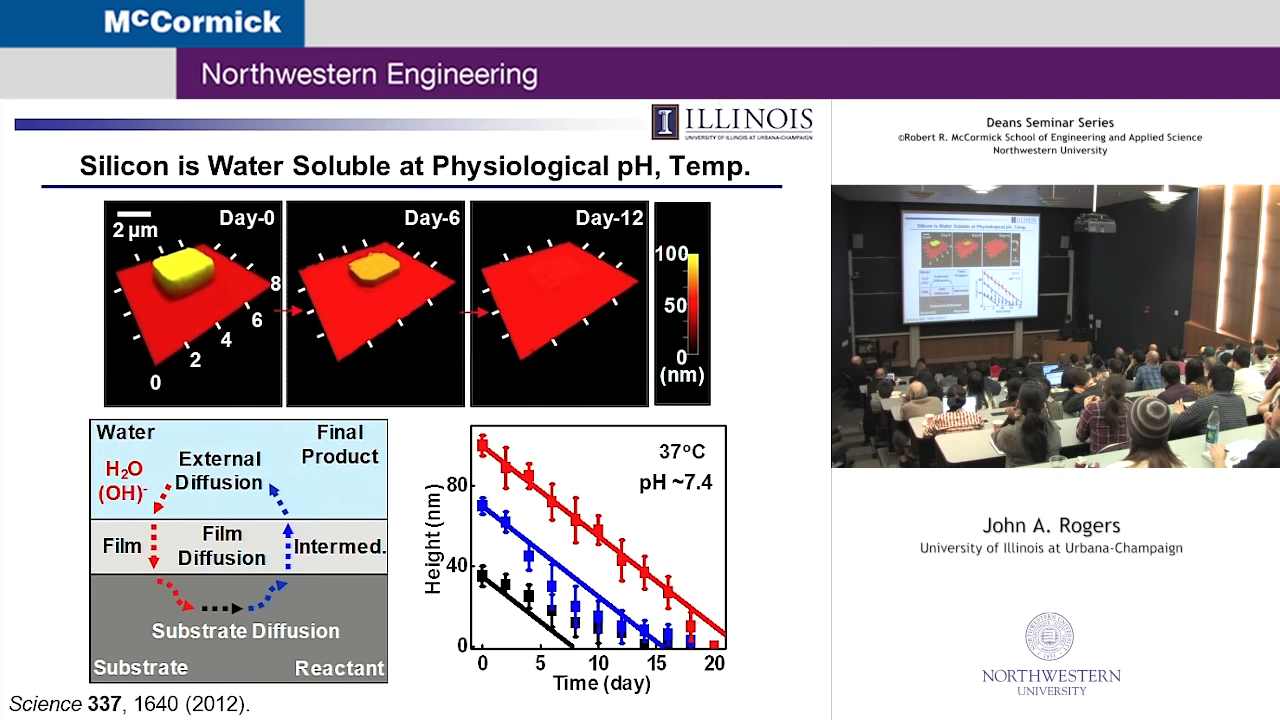 McCormick
Northwestern Engineering
ILLINOIS
UNIVERSITY OF ILLINOIS AT URBANA-CHAMPAIGN
Silicon is Water Soluble at Physiological pH, Temp.
2 µm
Day-0
Day-6
Day-12
0
2
4
6
8
100
50
0
(nm)
Water
Final
Product
H₂O
(OH)⁻
External
Diffusion
Film
Film
Diffusion
Intermed.
Substrate Diffusion
Substrate
Reactant
37°C
pH ~7.4
Height (nm)
80
40
0
0
5
10
15
20
Time (day)
Science 337, 1640 (2012).
Deans Seminar Series
©Robert R. McCormick School of Engineering and Applied Science
Northwestern University
John A. Rogers
University of Illinois at Urbana-Champaign
NORTHWESTERN
UNIVERSITY